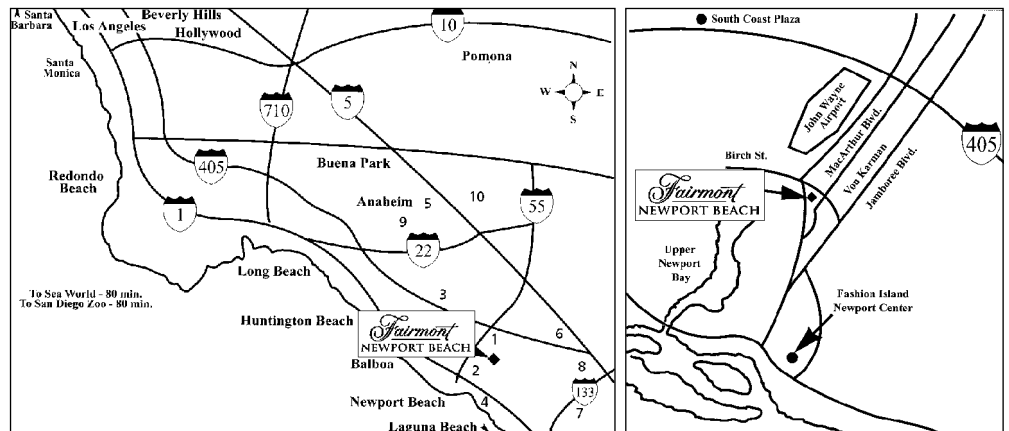 Santa
Barbara
Beverly Hills
Hollywood
Los Angeles
10
Pomona
Santa
Monica
N
W E
S
5
710
405
Buena Park
Redondo
Beach
Anaheim
5
10
55
1
9
22
Long Beach
To Sea World - 80 min.
To San Diego Zoo - 80 min.
3
Huntington Beach
Fairmont
NEWPORT BEACH
1
6
Balboa
2
8
133
Newport Beach
4
7
Laguna Beach
South Coast Plaza
John Wayne
Airport
405
MacArthur Blvd.
Von Karman
Jamboree Blvd.
Birch St.
Fairmont
NEWPORT BEACH
Upper
Newport
Bay
Fashion Island
Newport Center